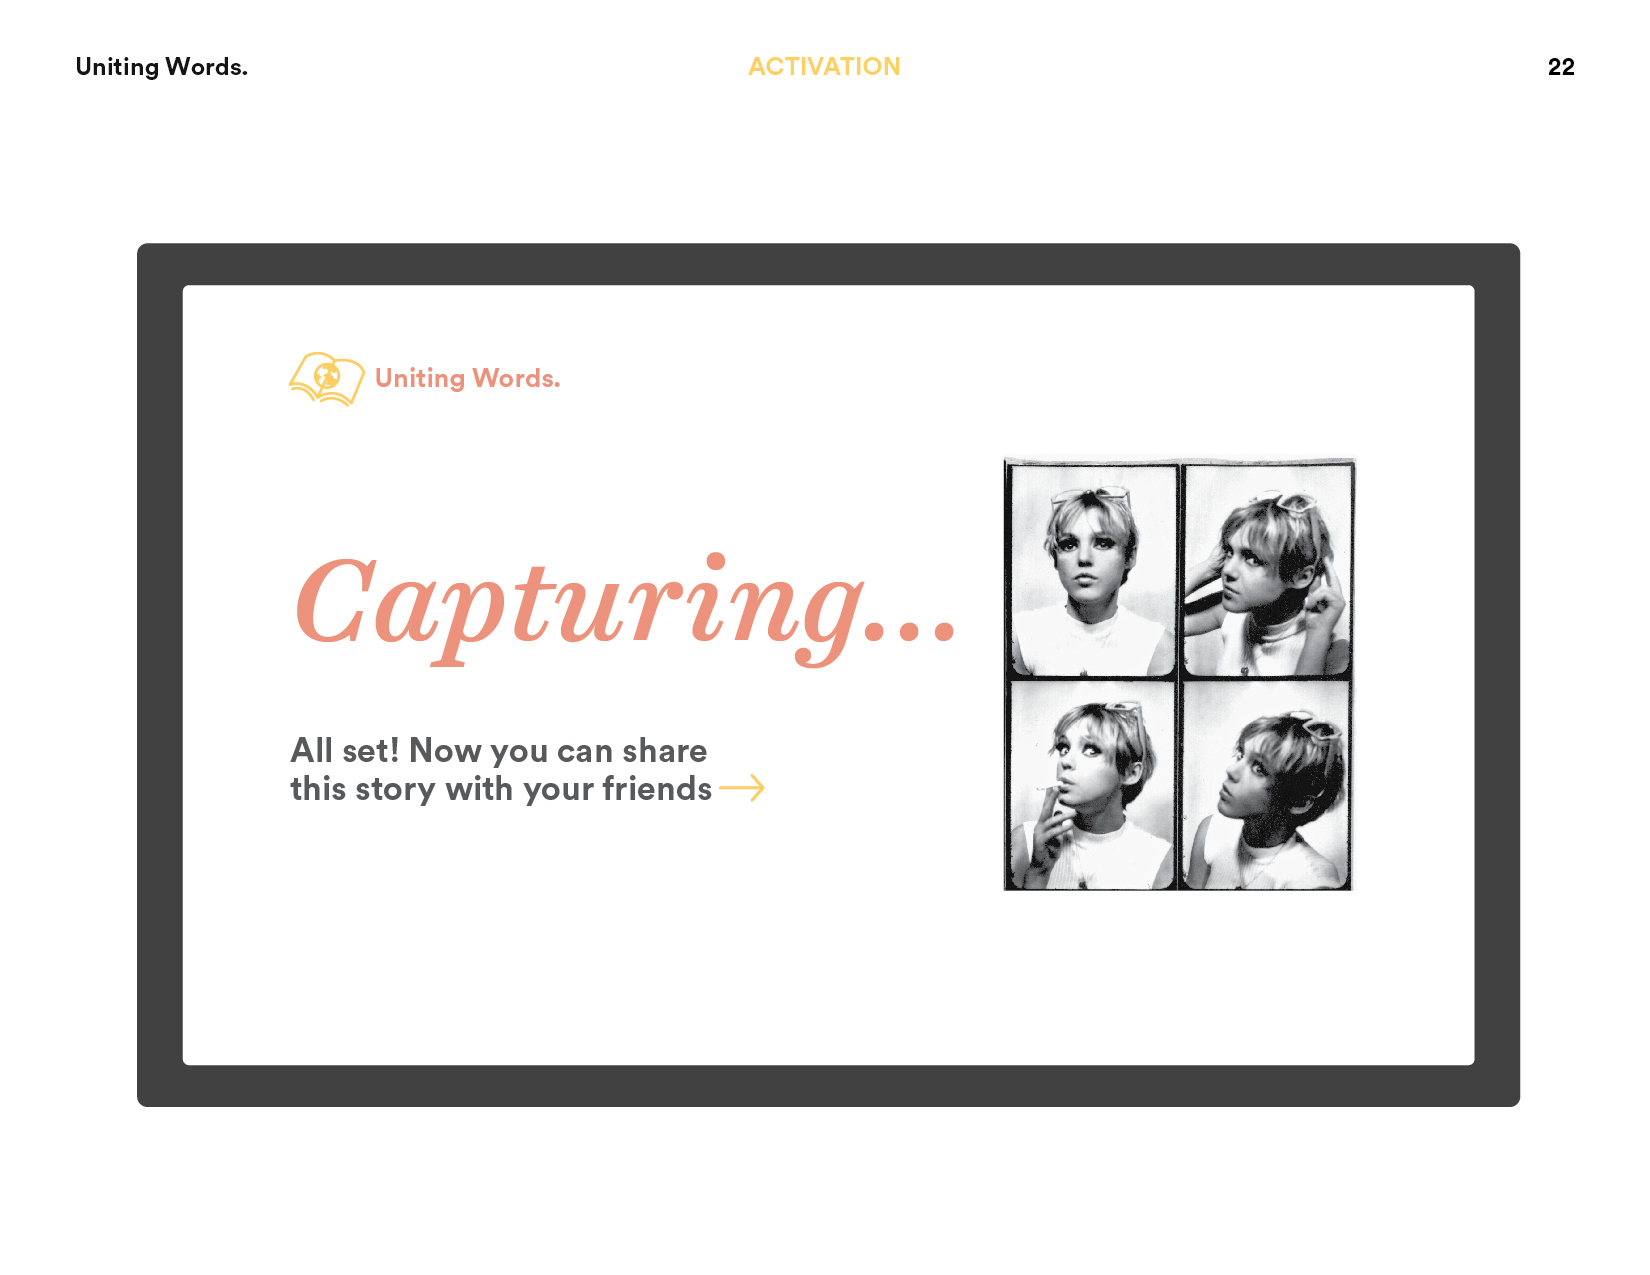 Uniting Words.
ACTIVATION
22
Uniting Words.
Capturing...
All set! Now you can share
this story with your friends